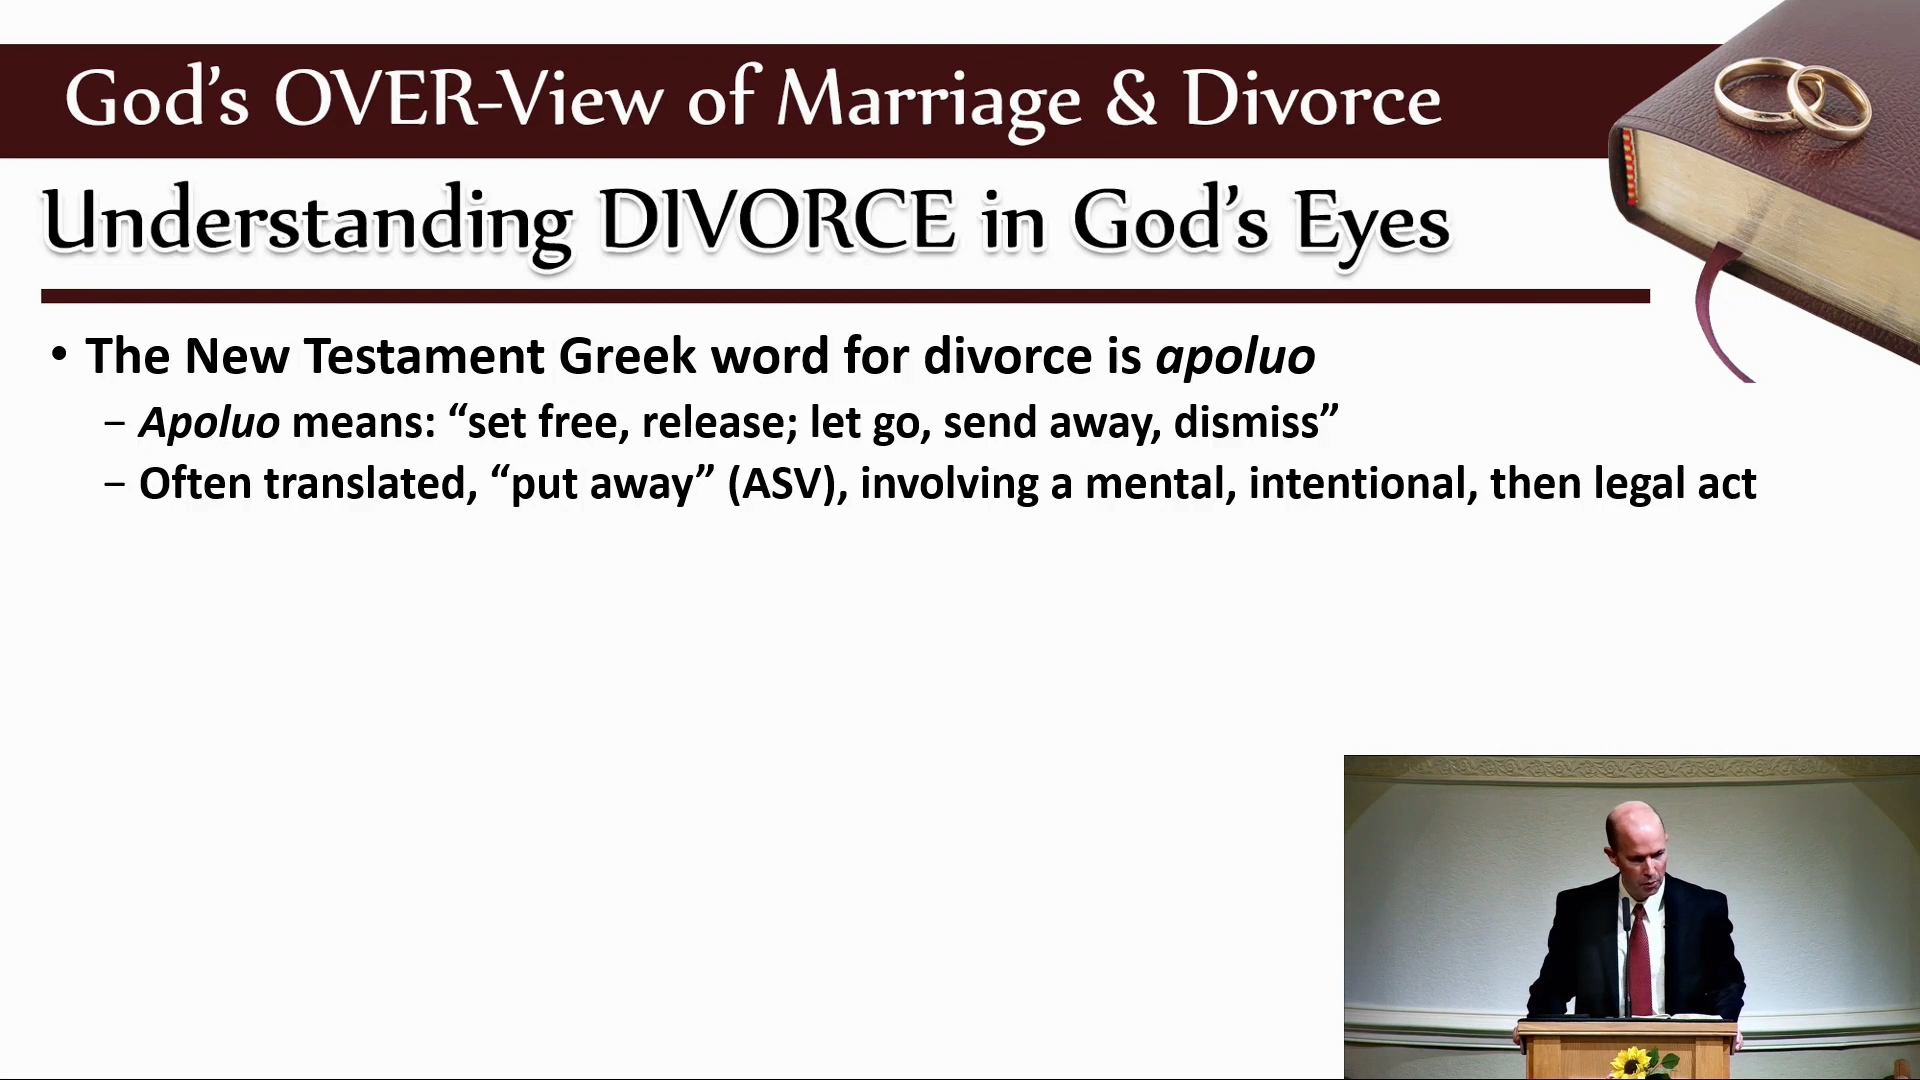 God’s OVER-View of Marriage & Divorce
Understanding DIVORCE in God’s Eyes
• The New Testament Greek word for divorce is apoluo
– Apoluo means: “set free, release; let go, send away, dismiss”
– Often translated, “put away” (ASV), involving a mental, intentional, then legal act